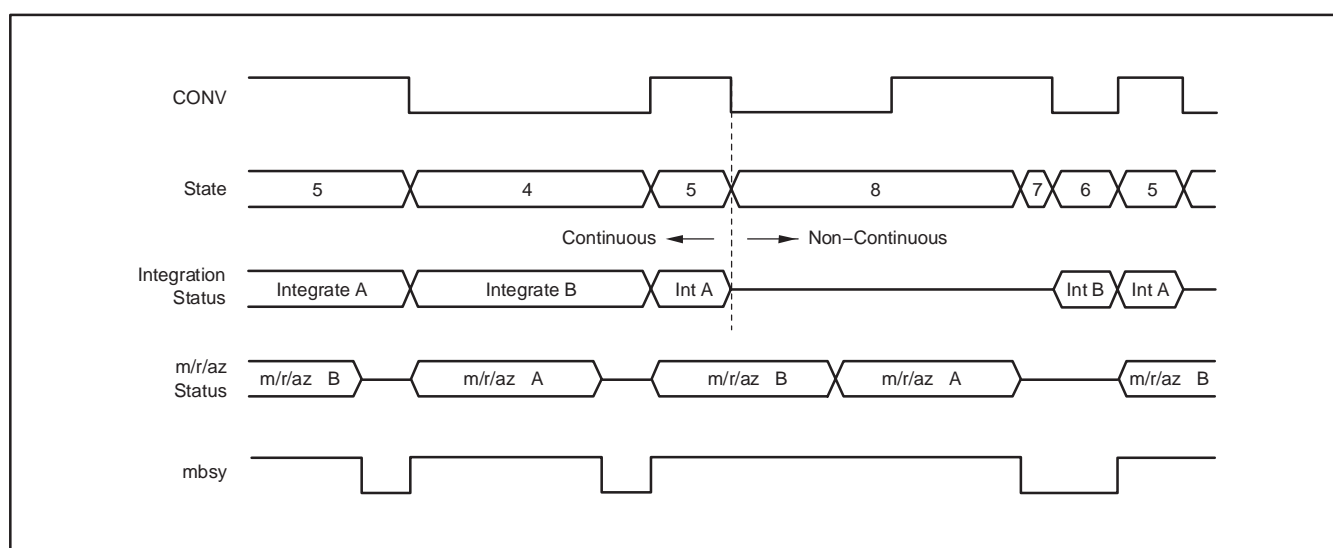 CONV
State 5 4 5 8 7 6 5
Continuous Non−Continuous
Integration
Status
Integrate A Integrate B Int A Int B Int A
m/r/az
Status
m/r/az B m/r/az A m/r/az B m/r/az A m/r/az B
mbsy